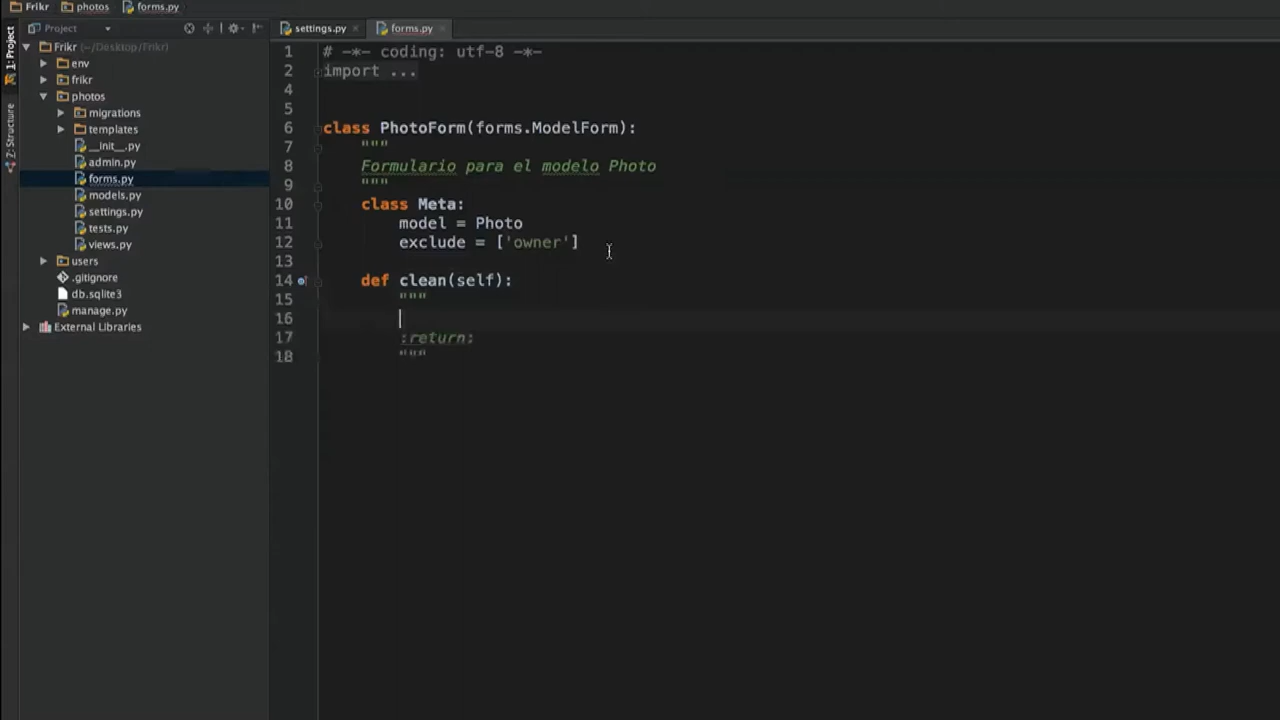 Frikr photos forms.py
Project
settings.py
forms.py
1: Project
Z: Structure
Frikr (~/Desktop/Frikr)
env
frikr
photos
migrations
templates
__init__.py
admin.py
forms.py
models.py
settings.py
tests.py
views.py
users
.gitignore
db.sqlite3
manage.py
External Libraries
1 # -*- coding: utf-8 -*-
2 import ...
4
5
6 class PhotoForm(forms.ModelForm):
7 """
8 Formulario para el modelo Photo
9 """
10 class Meta:
11 model = Photo
12 exclude = ['owner']
13
14 def clean(self):
15 """
16
17 :return:
18 """